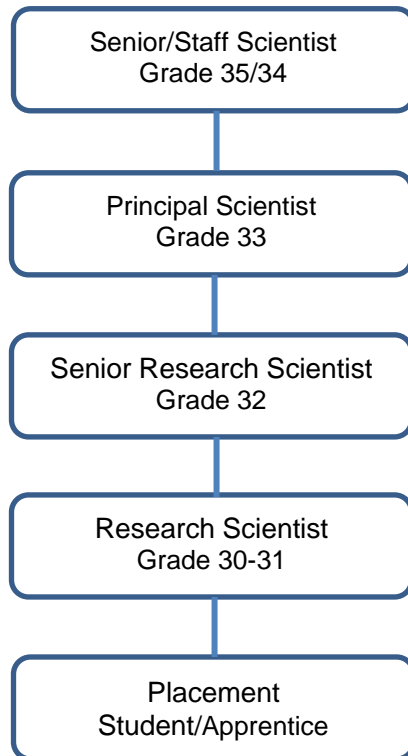 Senior/Staff Scientist
Grade 35/34
Principal Scientist
Grade 33
Senior Research Scientist
Grade 32
Research Scientist
Grade 30-31
Placement
Student/Apprentice